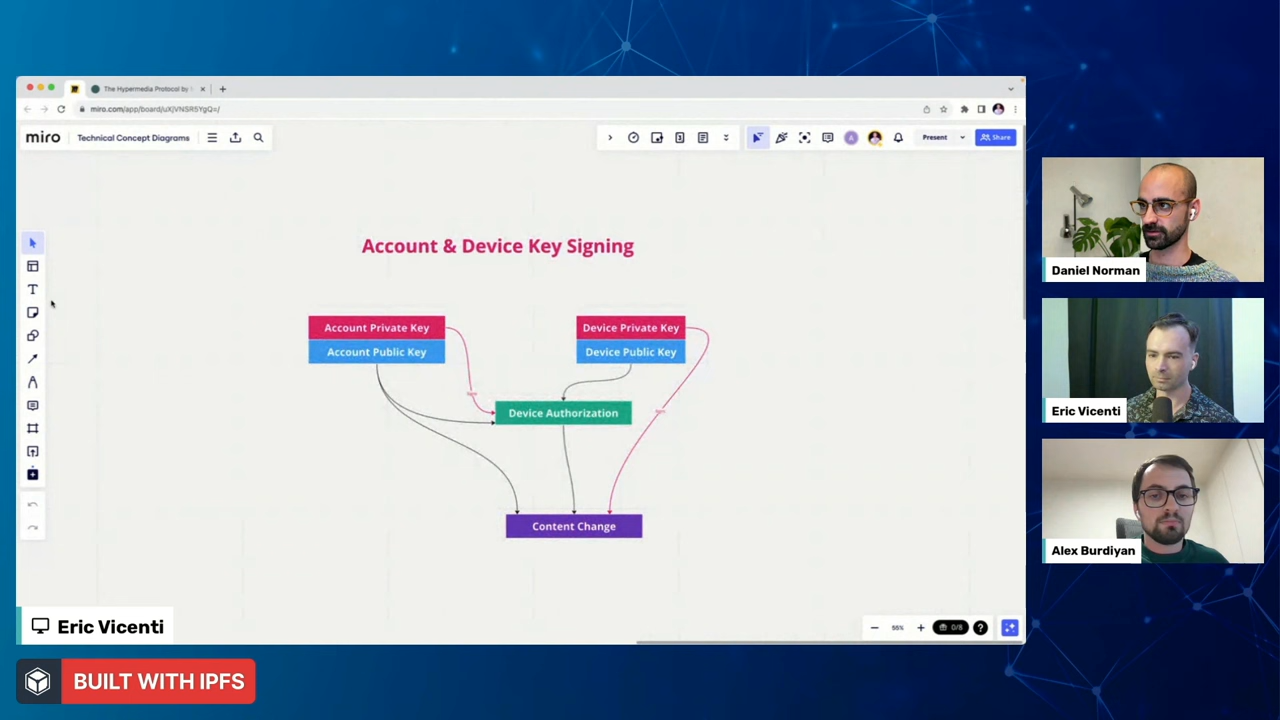 The Hypermedia Protocol by
miro.com/app/board/uXjVNSR5YgQ=/
miro
Technical Concept Diagrams
Present
Share
Account & Device Key Signing
Account Private Key
Account Public Key
Device Private Key
Device Public Key
Device Authorization
Content Change
55%
0/8
Eric Vicenti
Daniel Norman
Eric Vicenti
Alex Burdiyan
BUILT WITH IPFS